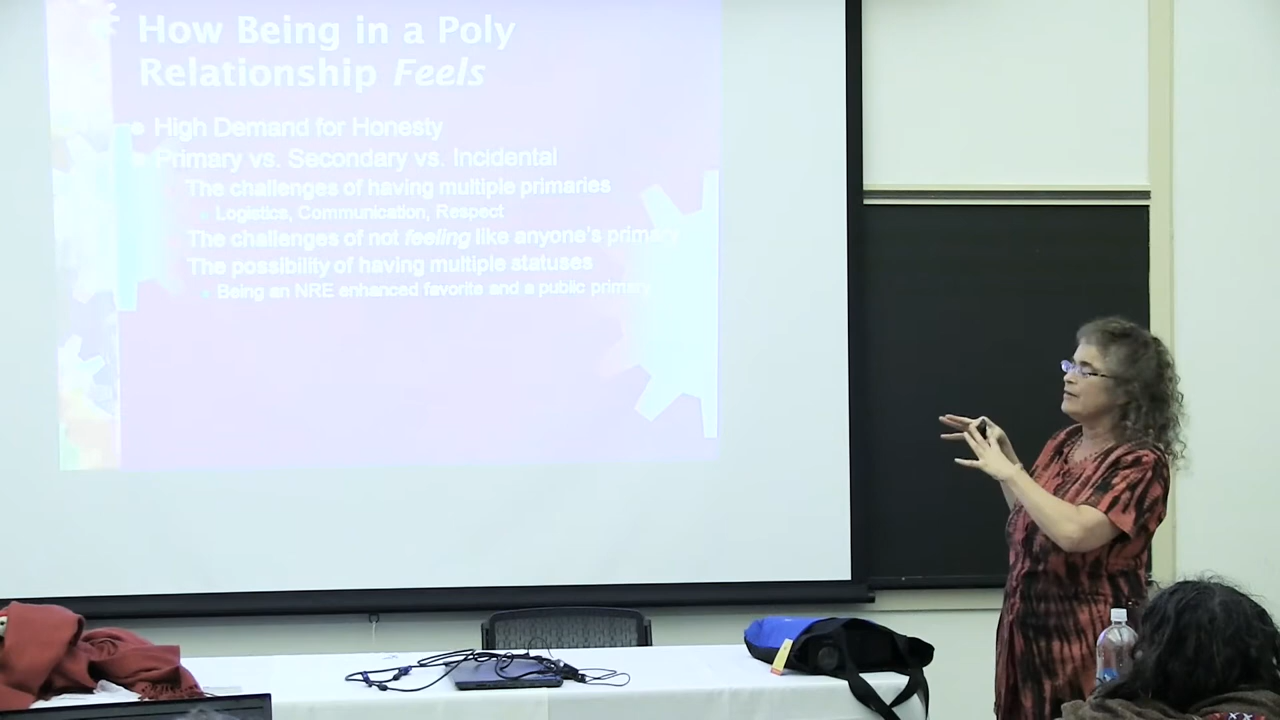 How Being in a Poly
Relationship Feels
High Demand for Honesty
Primary vs. Secondary vs. Incidental
The challenges of having multiple primaries
Logistics, Communication, Respect
The challenges of not feeling like anyone's primary
The possibility of having multiple statuses
Being an NRE enhanced favorite and a public primary